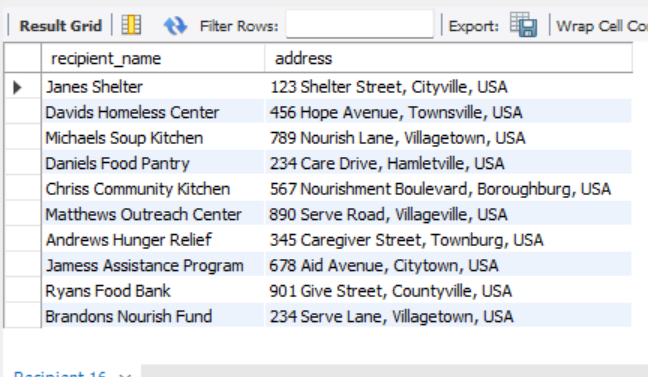 Result Grid Filter Rows: Export: Wrap Cell Co
recipient_name address
Janes Shelter 123 Shelter Street, Cityville, USA
Davids Homeless Center 456 Hope Avenue, Townsville, USA
Michaels Soup Kitchen 789 Nourish Lane, Villagetown, USA
Daniels Food Pantry 234 Care Drive, Hamletville, USA
Chriss Community Kitchen 567 Nourishment Boulevard, Boroughburg, USA
Matthews Outreach Center 890 Serve Road, Villageville, USA
Andrews Hunger Relief 345 Caregiver Street, Townburg, USA
Jamess Assistance Program 678 Aid Avenue, Citytown, USA
Ryans Food Bank 901 Give Street, Countyville, USA
Brandons Nourish Fund 234 Serve Lane, Villagetown, USA
Recipient 16